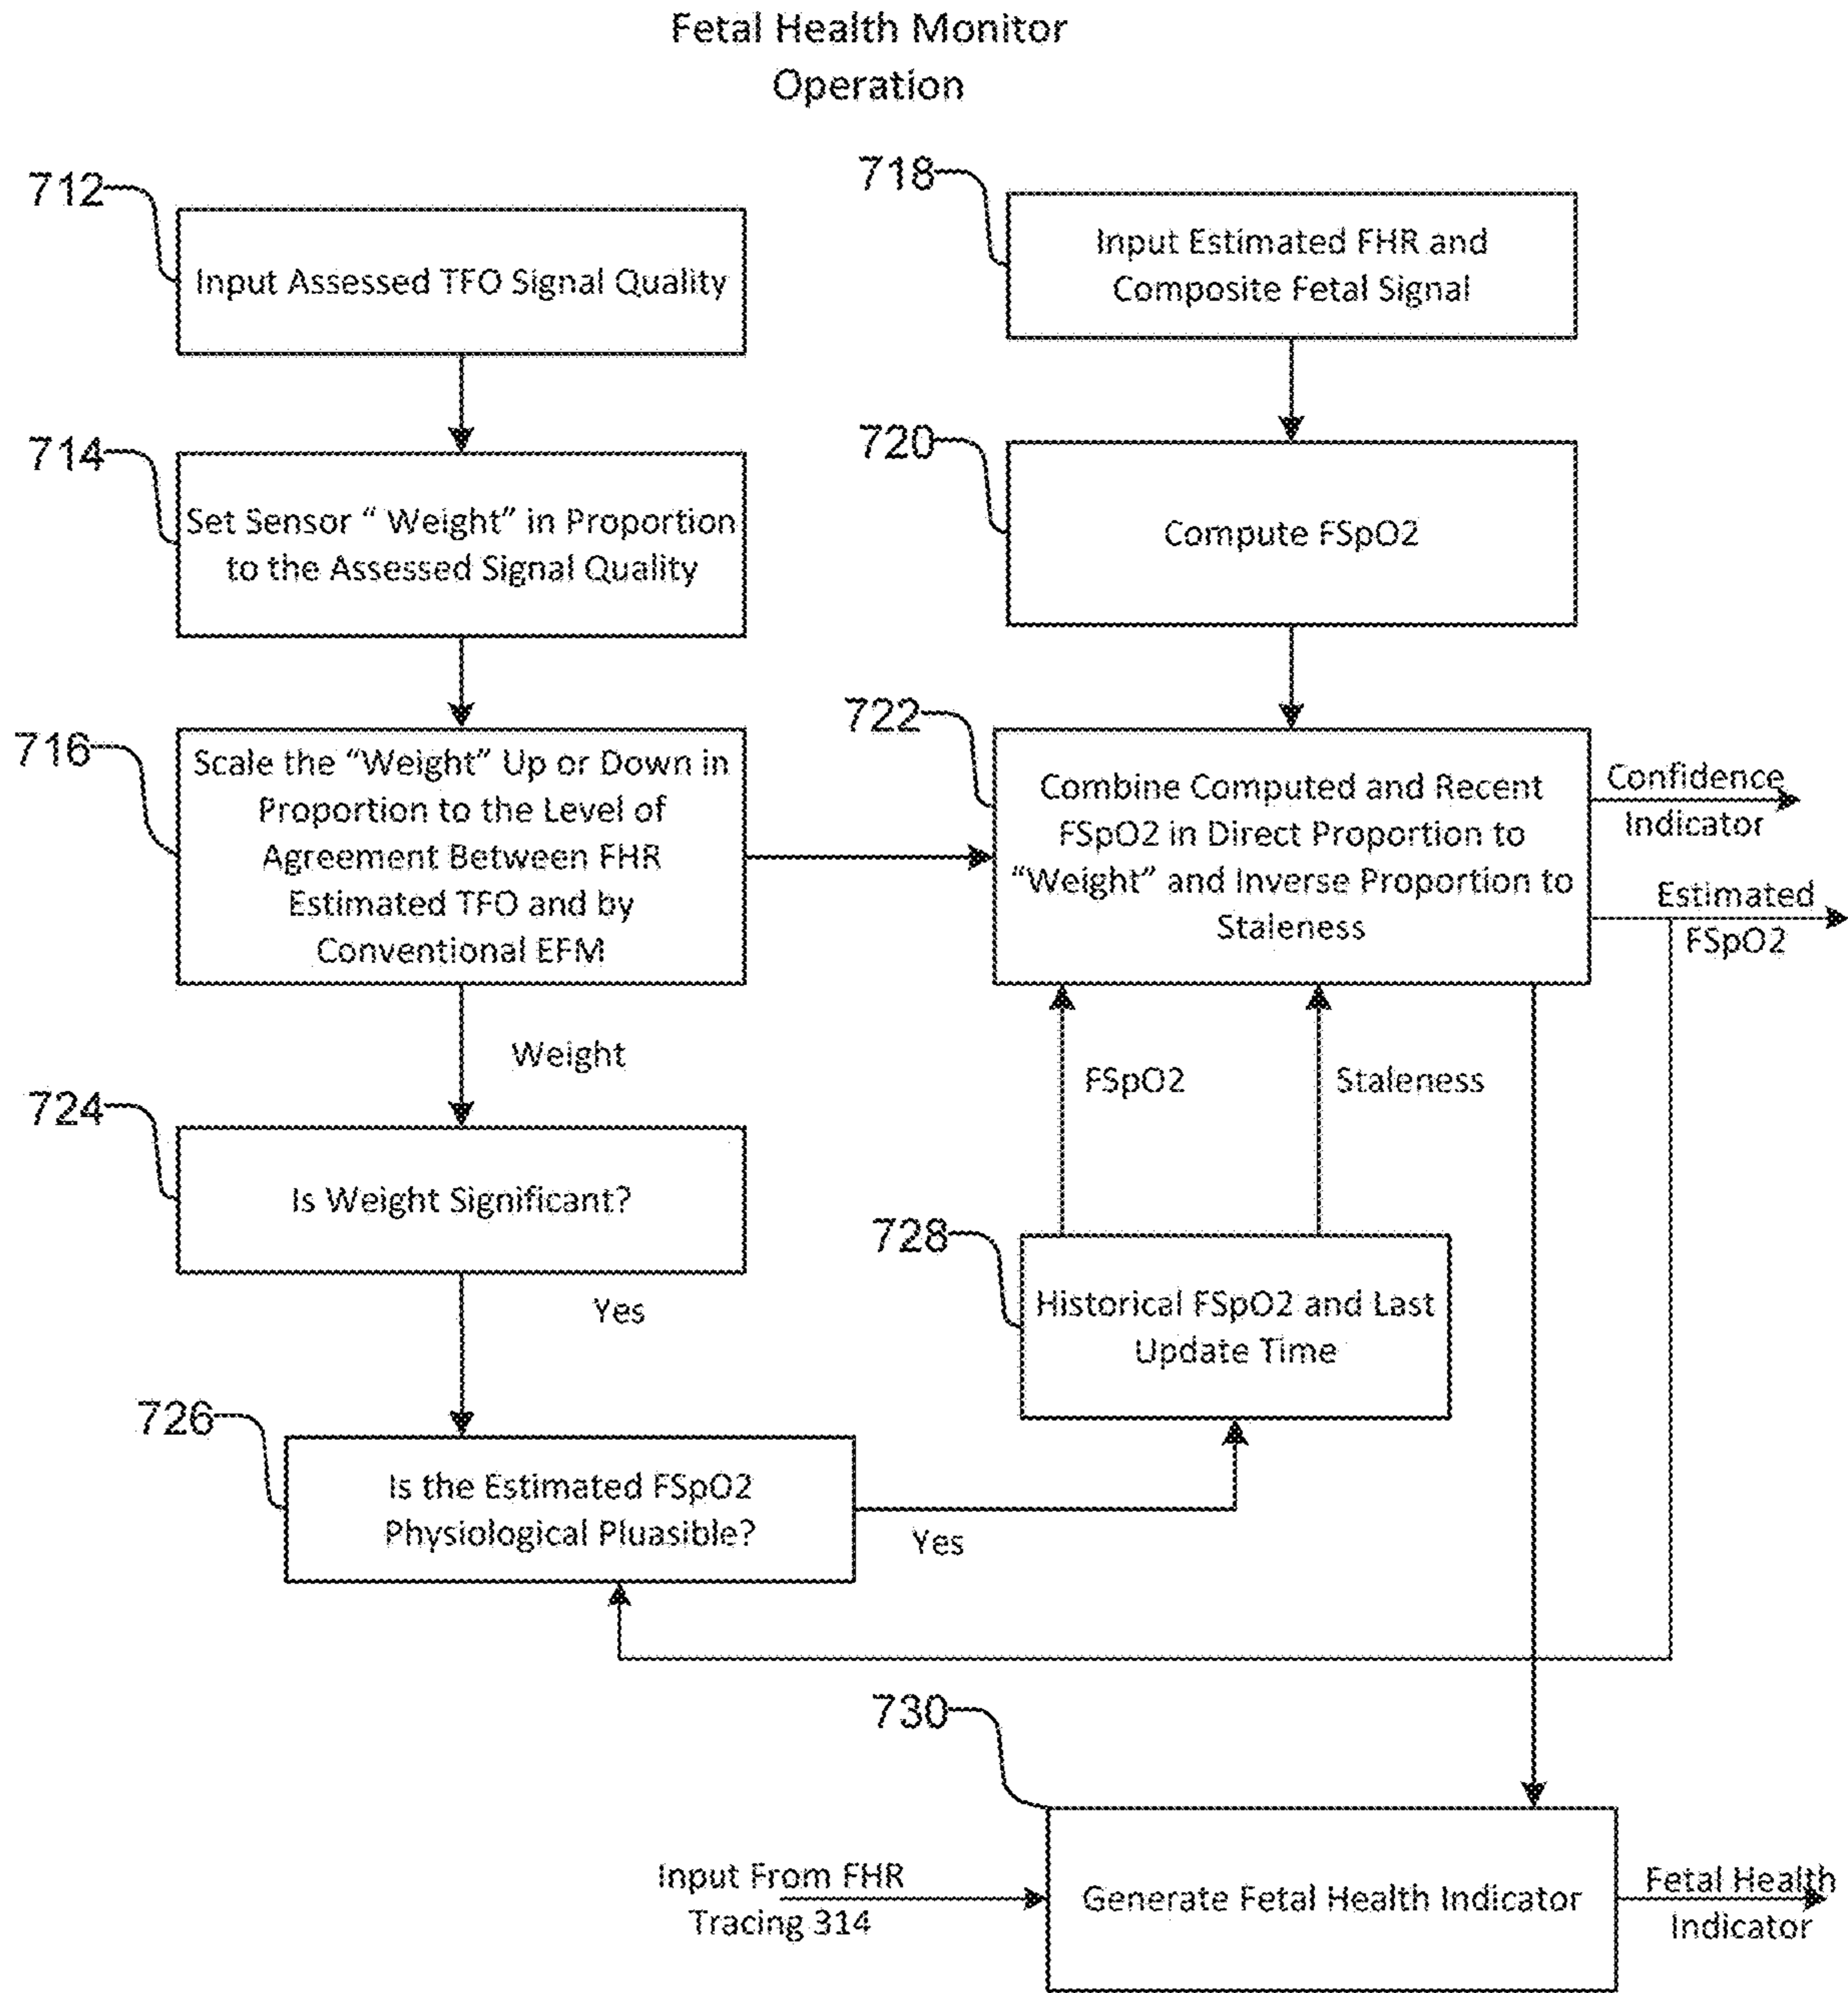 Fetal Health Monitor
Operation
712
Input Assessed TFO Signal Quality
718
Input Estimated FHR and
Composite Fetal Signal
714
Set Sensor “ Weight” in Proportion
to the Assessed Signal Quality
720
Compute FSpO2
716
Scale the “Weight” Up or Down in
Proportion to the Level of
Agreement Between FHR
Estimated TFO and by
Conventional EFM
722
Combine Computed and Recent
FSpO2 in Direct Proportion to
“Weight” and Inverse Proportion to
Staleness
Confidence
Indicator
Estimated
FSpO2
Weight
FSpO2
Staleness
724
Is Weight Significant?
Yes
728
Historical FSpO2 and Last
Update Time
726
Is the Estimated FSpO2
Physiological Pluasible?
Yes
730
Input From FHR
Tracing 314
Generate Fetal Health Indicator
Fetal Health
Indicator